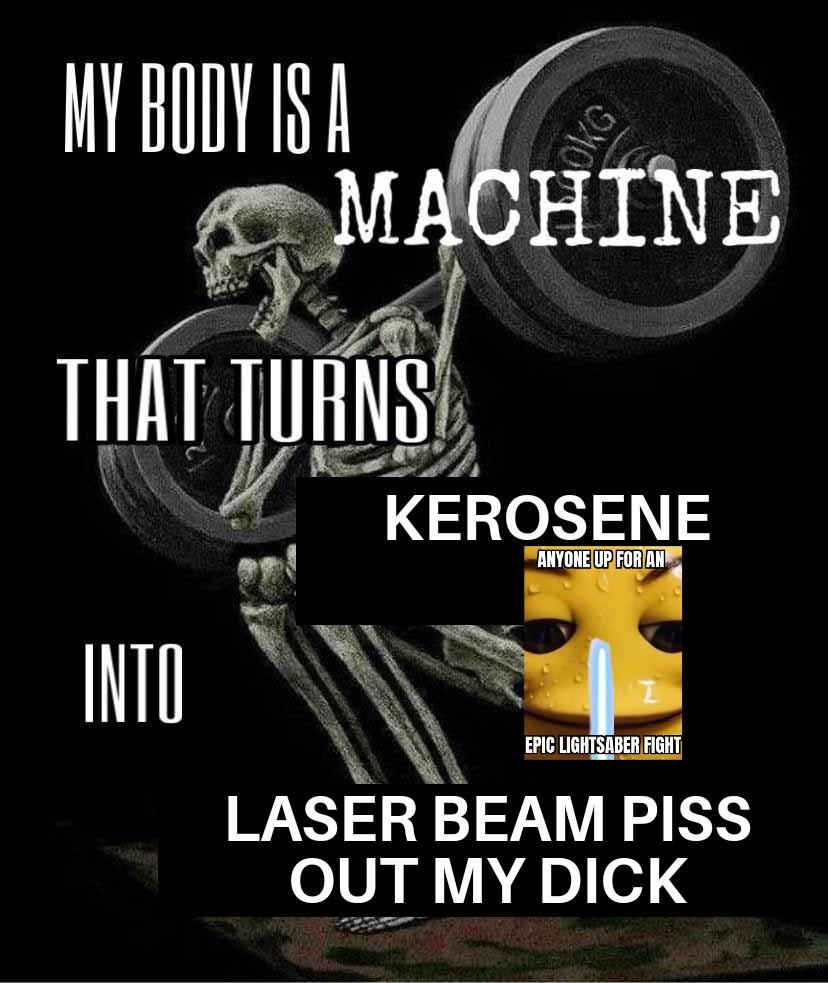 MY BODY IS A
MACHINE
THAT TURNS
KEROSENE
ANYONE UP FOR AN
EPIC LIGHTSABER FIGHT
INTO
LASER BEAM PISS
OUT MY DICK